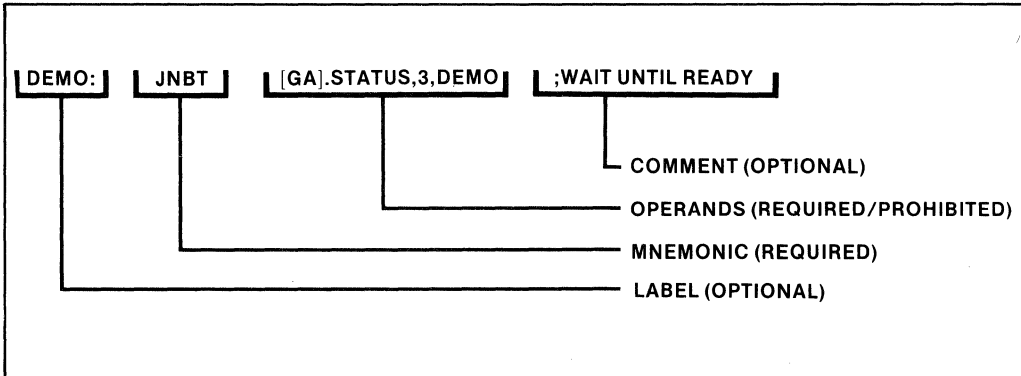 DEMO: JNBT [GA].STATUS,3,DEMO ;WAIT UNTIL READY
COMMENT (OPTIONAL)
OPERANDS (REQUIRED/PROHIBITED)
MNEMONIC (REQUIRED)
LABEL (OPTIONAL)